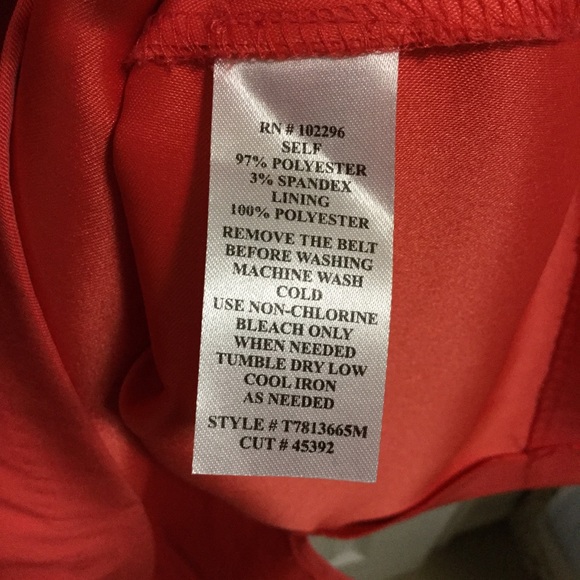 RN # 102296
SELF
97% POLYESTER
3% SPANDEX
LINING
100% POLYESTER
REMOVE THE BELT
BEFORE WASHING
MACHINE WASH
COLD
USE NON-CHLORINE
BLEACH ONLY
WHEN NEEDED
TUMBLE DRY LOW
COOL IRON
AS NEEDED
STYLE # T7813665M
CUT # 45392